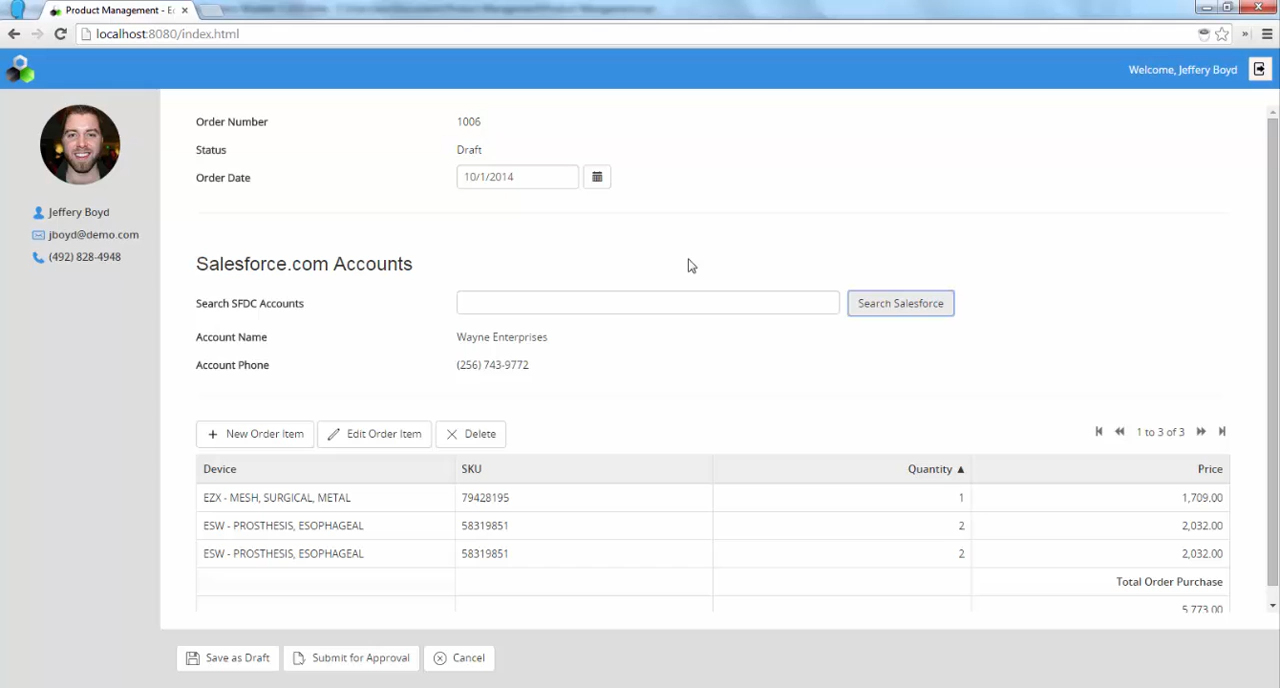 Product Management - Ec
localhost:8080/index.html
Welcome, Jeffery Boyd
Jeffery Boyd
jboyd@demo.com
(492) 828-4948
Order Number 1006
Status Draft
Order Date 10/1/2014
Salesforce.com Accounts
Search SFDC Accounts Search Salesforce
Account Name Wayne Enterprises
Account Phone (256) 743-9772
New Order Item Edit Order Item Delete 1 to 3 of 3
Device SKU Quantity ▲ Price
EZX - MESH, SURGICAL, METAL 79428195 1 1,709.00
ESW - PROSTHESIS, ESOPHAGEAL 58319851 2 2,032.00
ESW - PROSTHESIS, ESOPHAGEAL 58319851 2 2,032.00
Total Order Purchase
5,773.00
Save as Draft Submit for Approval Cancel